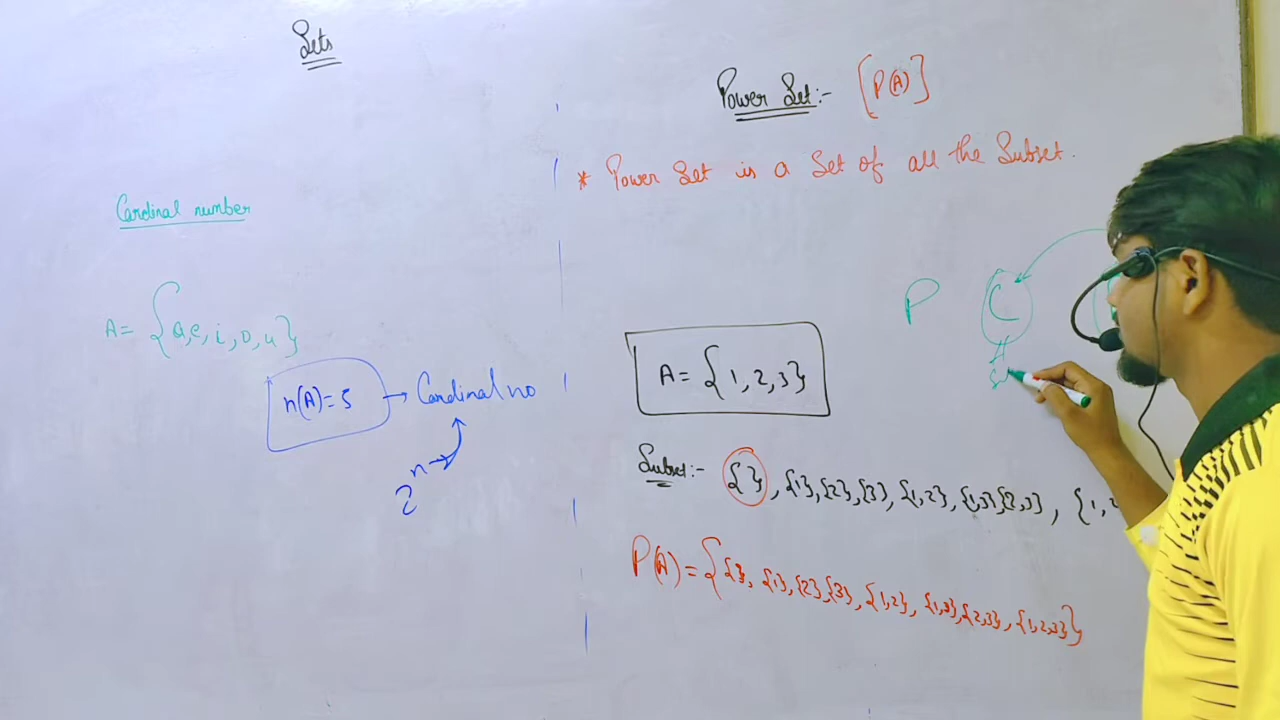 Sets
Cardinal number
A = {a,e,i,o,u}
n(A)=5 → Cardinal no
2ⁿ →
Power Set:- [P(A)]
* Power Set is a Set of all the Subset.
P C
A = {1,2,3}
Subset:- { }, {1},{2},{3}, {1,2}, {1,3}{2,3}, {1,2
P(A) = {{ }, {1},{2},{3}, {1,2}, {1,3},{2,3}, {1,2,3}}